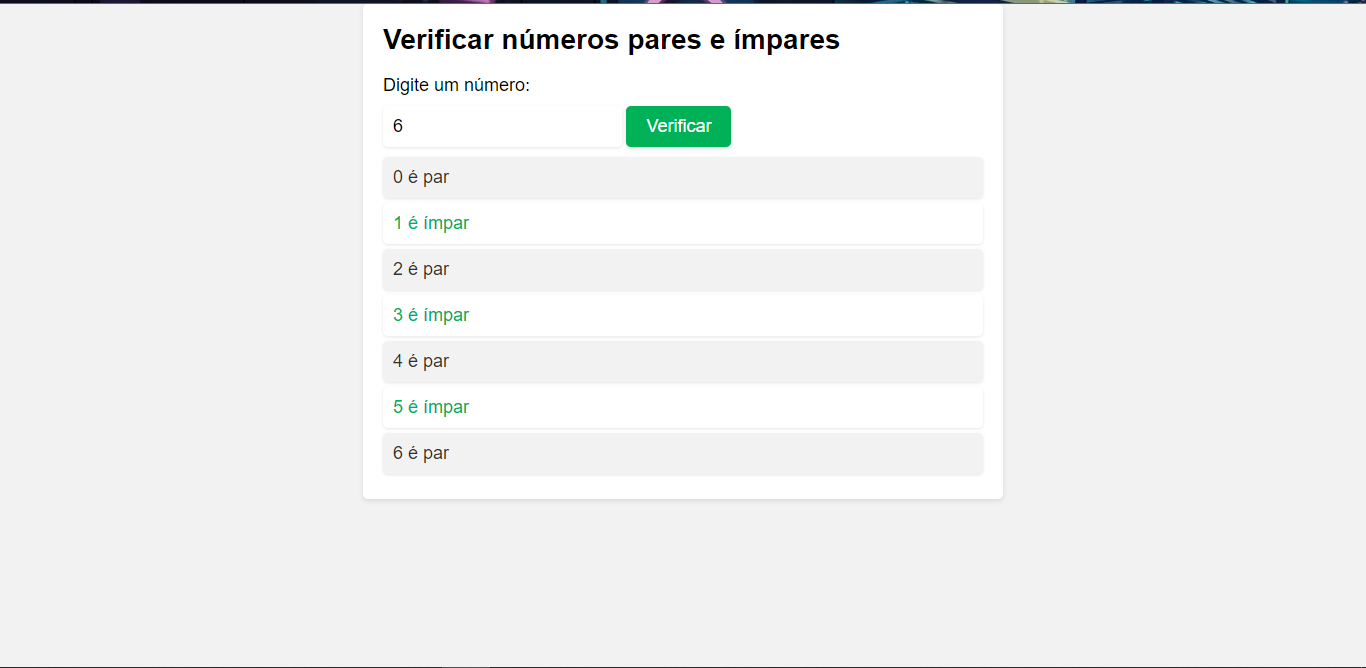 Verificar números pares e ímpares
Digite um número:
6 Verificar
0 é par
1 é ímpar
2 é par
3 é ímpar
4 é par
5 é ímpar
6 é par